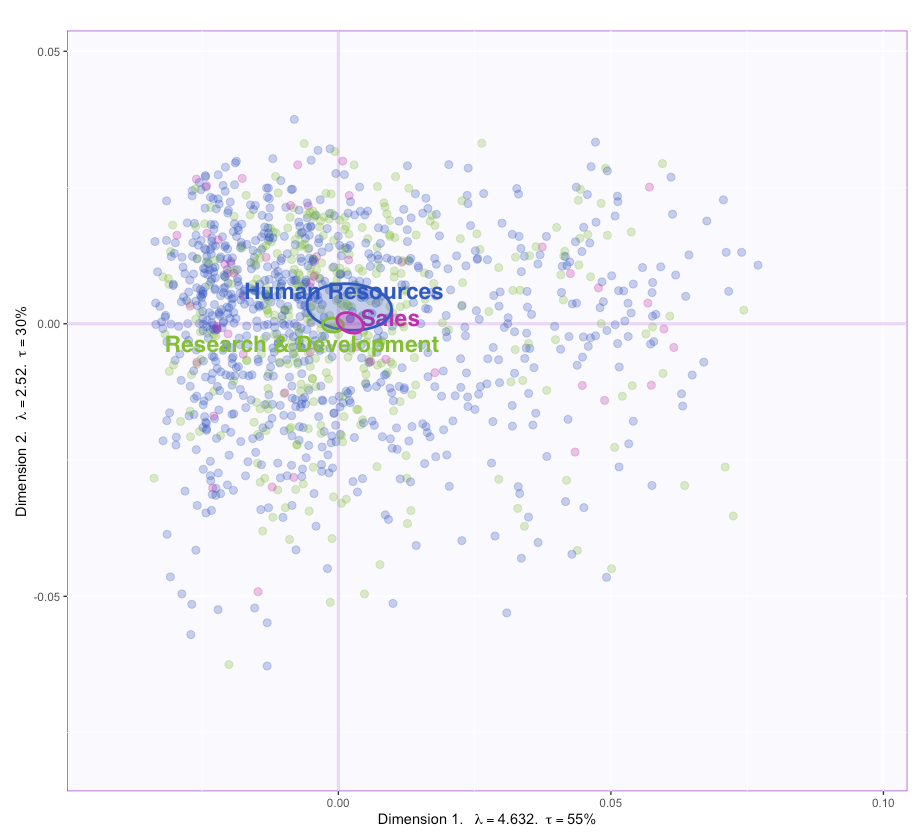 0.05
0.00
-0.05
Dimension 2. λ = 2.52. τ = 30%
Human Resources
Sales
Research & Development
0.00
0.05
0.10
Dimension 1. λ = 4.632. τ = 55%